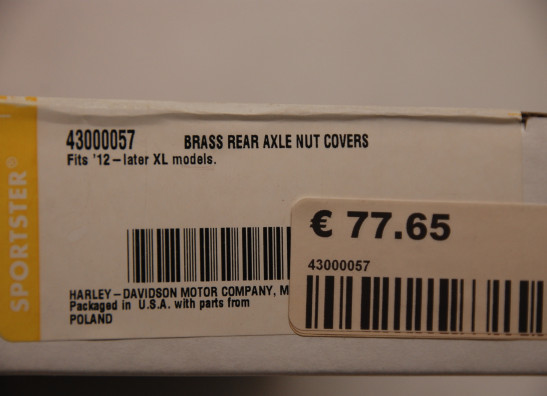 43000057 BRASS REAR AXLE NUT COVERS
Fits '12-later XL models.
SPORTSTER®
€ 77.65
43000057
HARLEY-DAVIDSON MOTOR COMPANY, M
Packaged in U.S.A. with parts from
POLAND